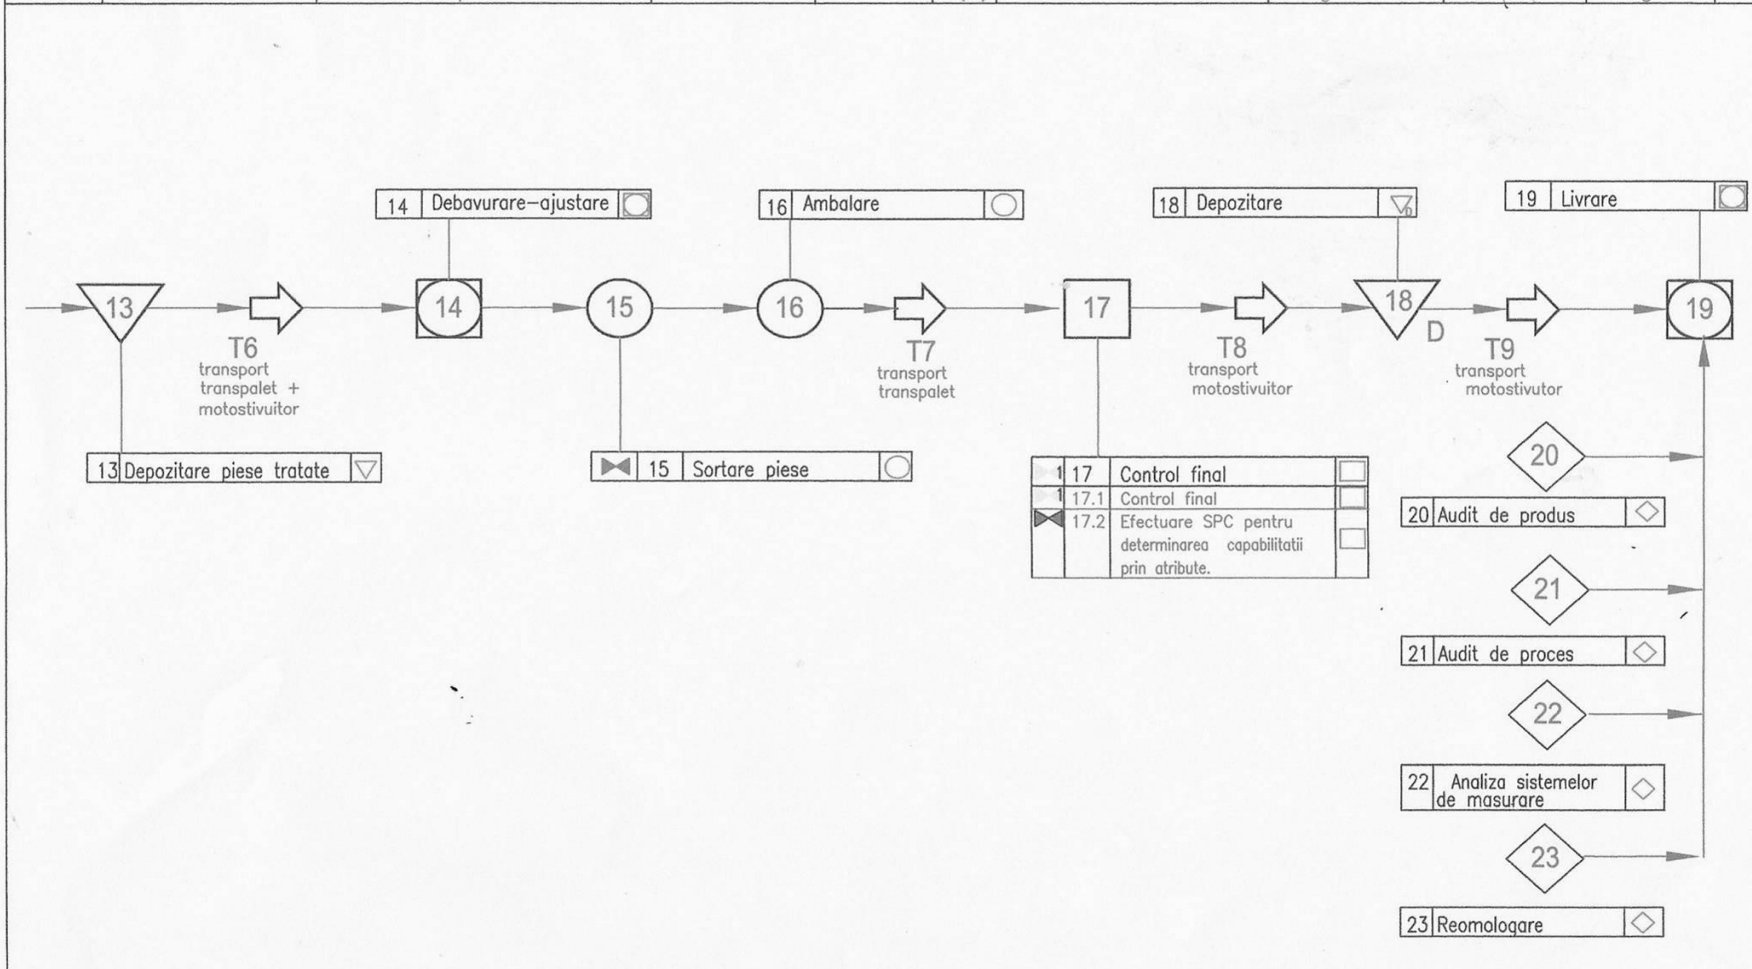 14 Debavurare-ajustare
16 Ambalare
18 Depozitare
D
19 Livrare
13
14
15
16
17
18
D
19
T6
transport
transpalet +
motostivuitor
T7
transport
transpalet
T8
transport
motostivuitor
T9
transport
motostivutor
13 Depozitare piese tratate
15 Sortare piese
1 17 Control final
1 17.1 Control final
17.2 Efectuare SPC pentru
determinarea capabilitatii
prin atribute.
20
20 Audit de produs
21
21 Audit de proces
22
22 Analiza sistemelor
de masurare
23
23 Reomologare